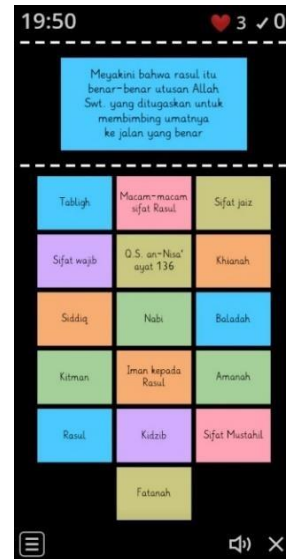 19:50 3 ✓0
Meyakini bahwa rasul itu
benar-benar utusan Allah
Swt. yang ditugaskan untuk
membimbing umatnya
ke jalan yang benar
Tabligh
Macam-macam
sifat Rasul
Sifat jaiz
Sifat wajib
Q.S. an-Nisa'
ayat 136
Khianah
Siddiq
Nabi
Baladah
Kitman
Iman kepada
Rasul
Amanah
Rasul
Kidzib
Sifat Mustahil
Fatanah